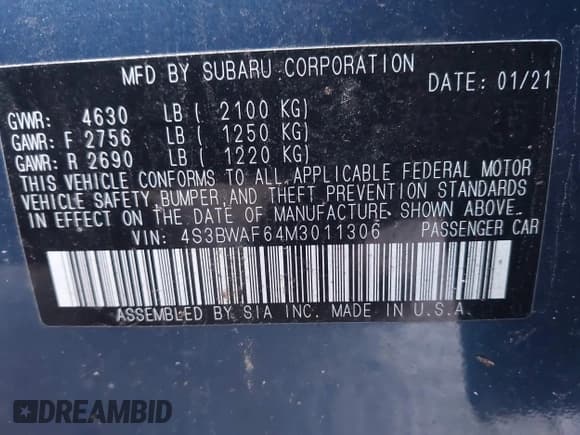 MFD BY SUBARU CORPORATION
DATE: 01/21
GVWR: 4630 LB ( 2100 KG)
GAWR: F 2756 LB ( 1250 KG)
GAWR: R 2690 LB ( 1220 KG)
THIS VEHICLE CONFORMS TO ALL APPLICABLE FEDERAL MOTOR
VEHICLE SAFETY, BUMPER, AND THEFT PREVENTION STANDARDS
IN EFFECT ON THE DATE OF MANUFACTURE SHOWN ABOVE.
VIN: 4S3BWAF64M3011306 PASSENGER CAR
ASSEMBLED BY SIA INC. MADE IN U.S.A.
DREAMBID